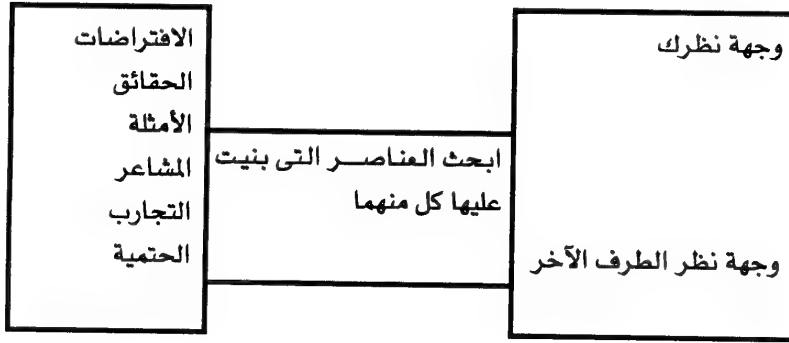 وجهة نظرك
وجهة نظر الطرف الآخر
ابحث العناصر التى بنيت
عليها كل منهما
الافتراضات
الحقائق
الأمثلة
المشاعر
التجارب
الحتمية